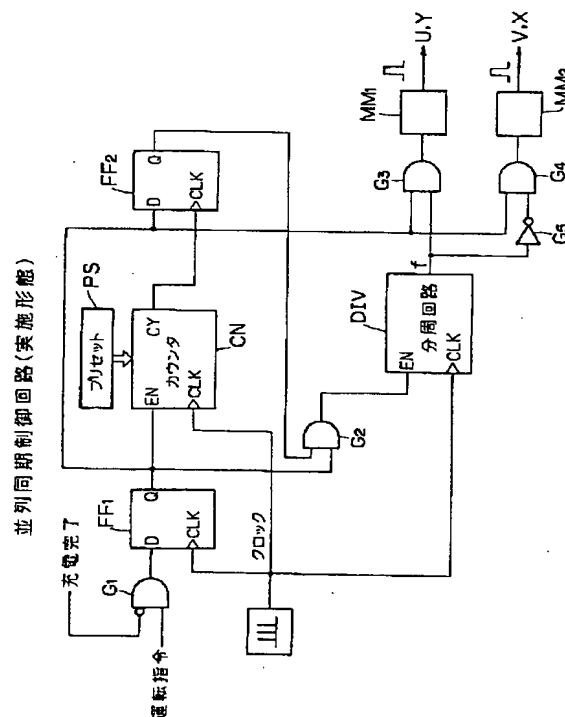 並列同期制御回路(実施形態)
充電完了
運転指令
G1
D
Q
FF1
CLK
クロック
プリセット
PS
EN
CY
カウンタ
CLK
CN
D
Q
FF2
CLK
G2
DIV
EN
f
分周回路
CLK
G3
G4
G5
MM1
MM2
U,Y
V,X